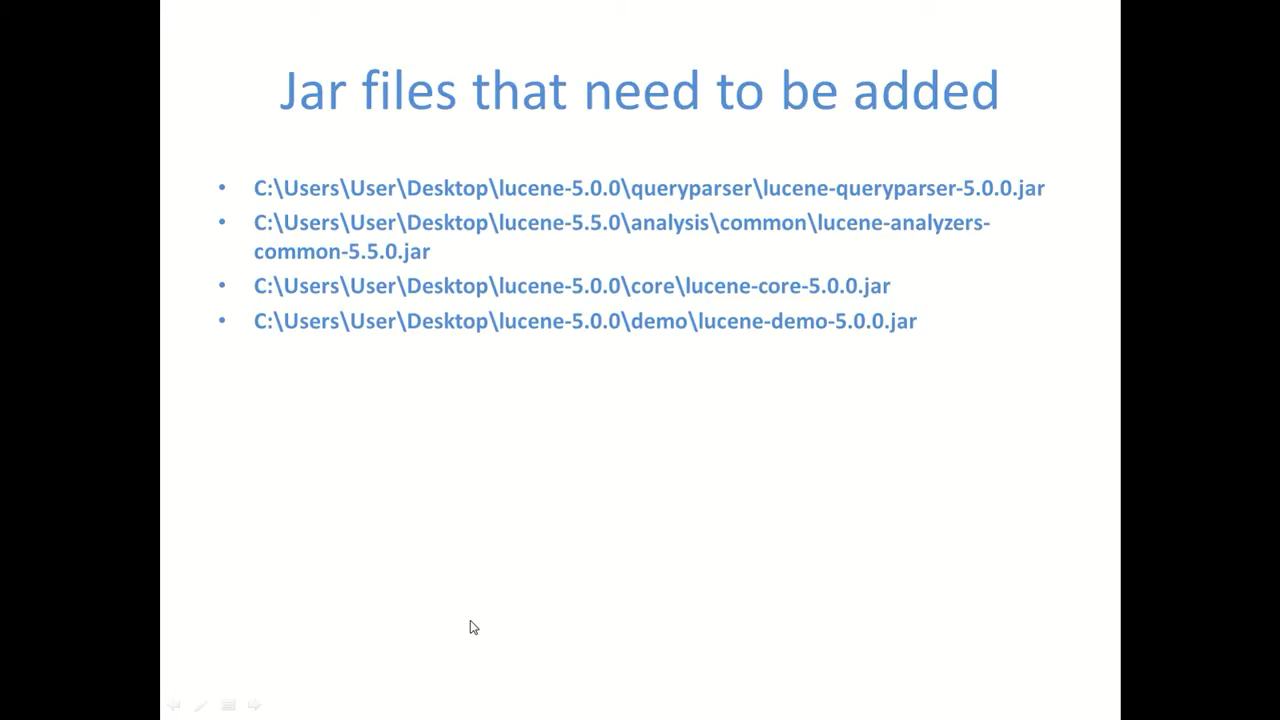 Jar files that need to be added
• C:\Users\User\Desktop\lucene-5.0.0\queryparser\lucene-queryparser-5.0.0.jar
• C:\Users\User\Desktop\lucene-5.5.0\analysis\common\lucene-analyzers-
common-5.5.0.jar
• C:\Users\User\Desktop\lucene-5.0.0\core\lucene-core-5.0.0.jar
• C:\Users\User\Desktop\lucene-5.0.0\demo\lucene-demo-5.0.0.jar